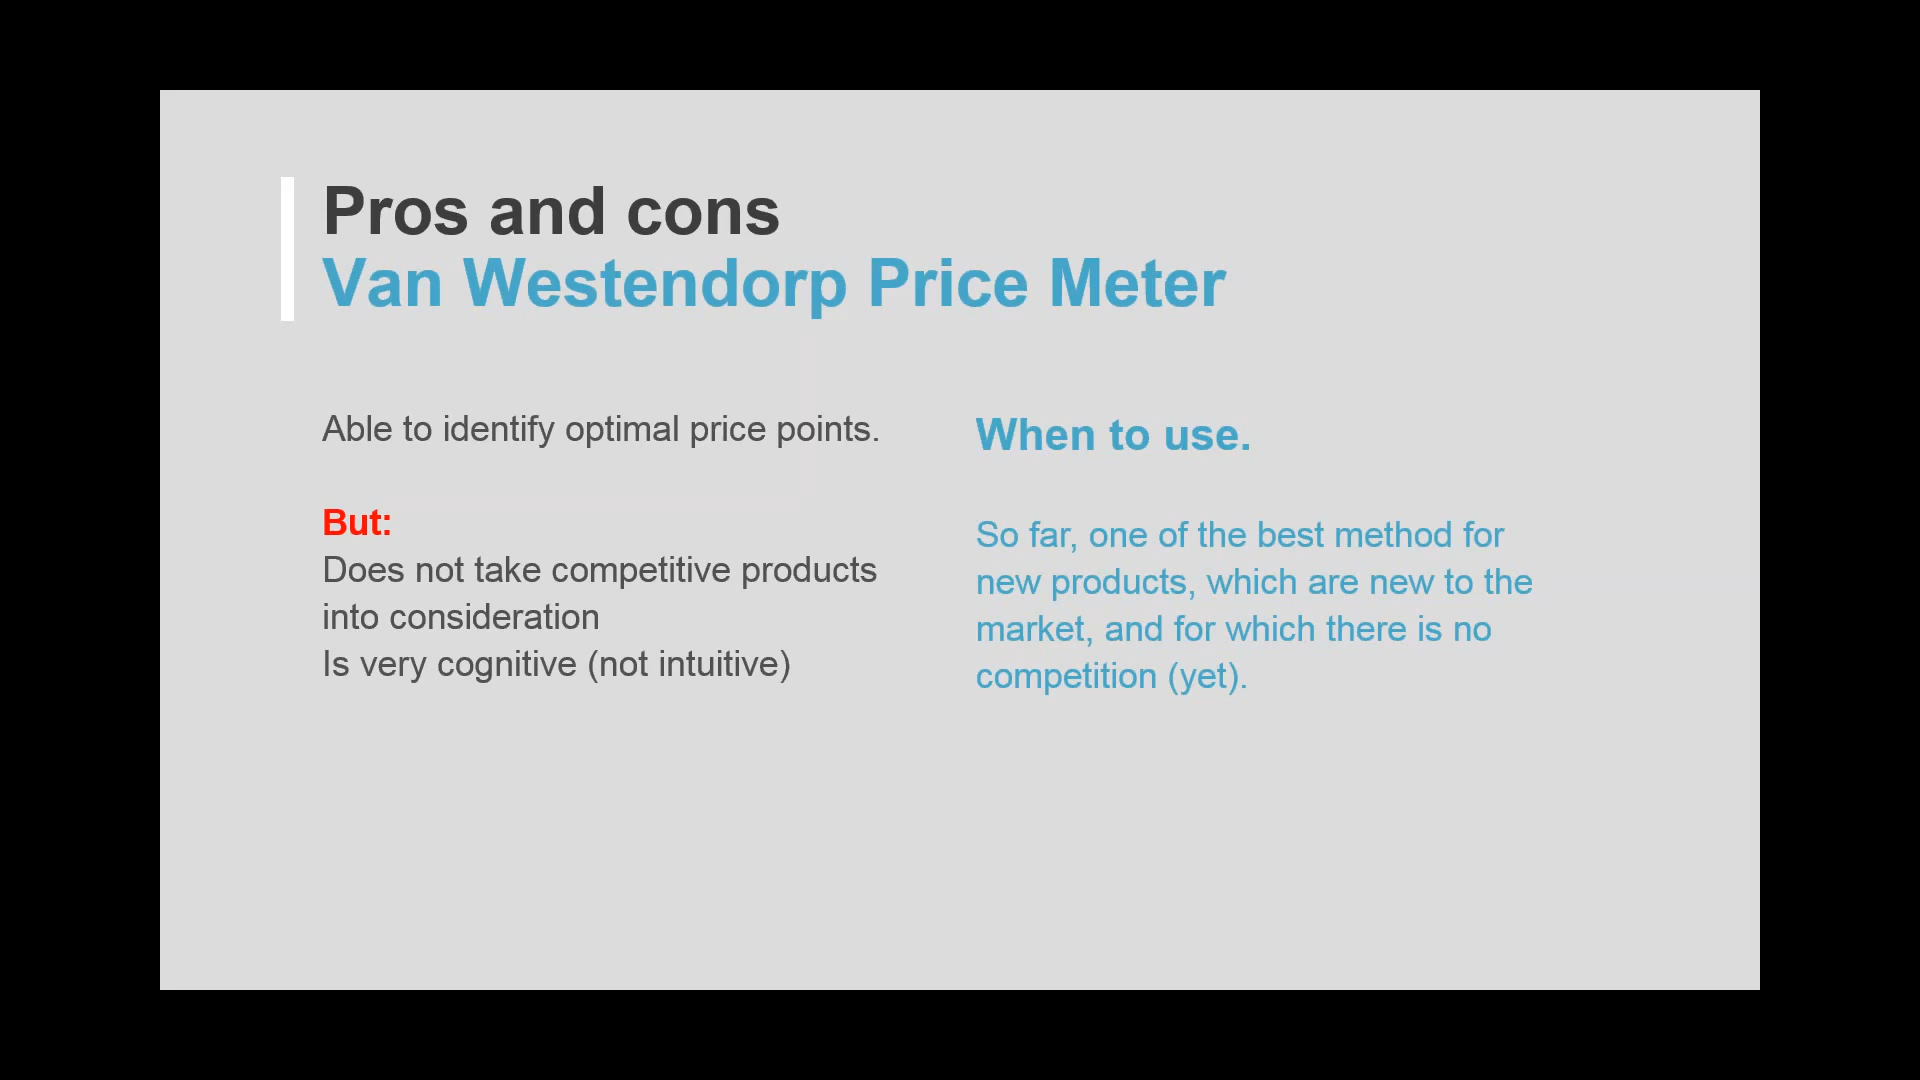 Pros and cons
Van Westendorp Price Meter
Able to identify optimal price points.
But:
Does not take competitive products
into consideration
Is very cognitive (not intuitive)
When to use.
So far, one of the best method for
new products, which are new to the
market, and for which there is no
competition (yet).